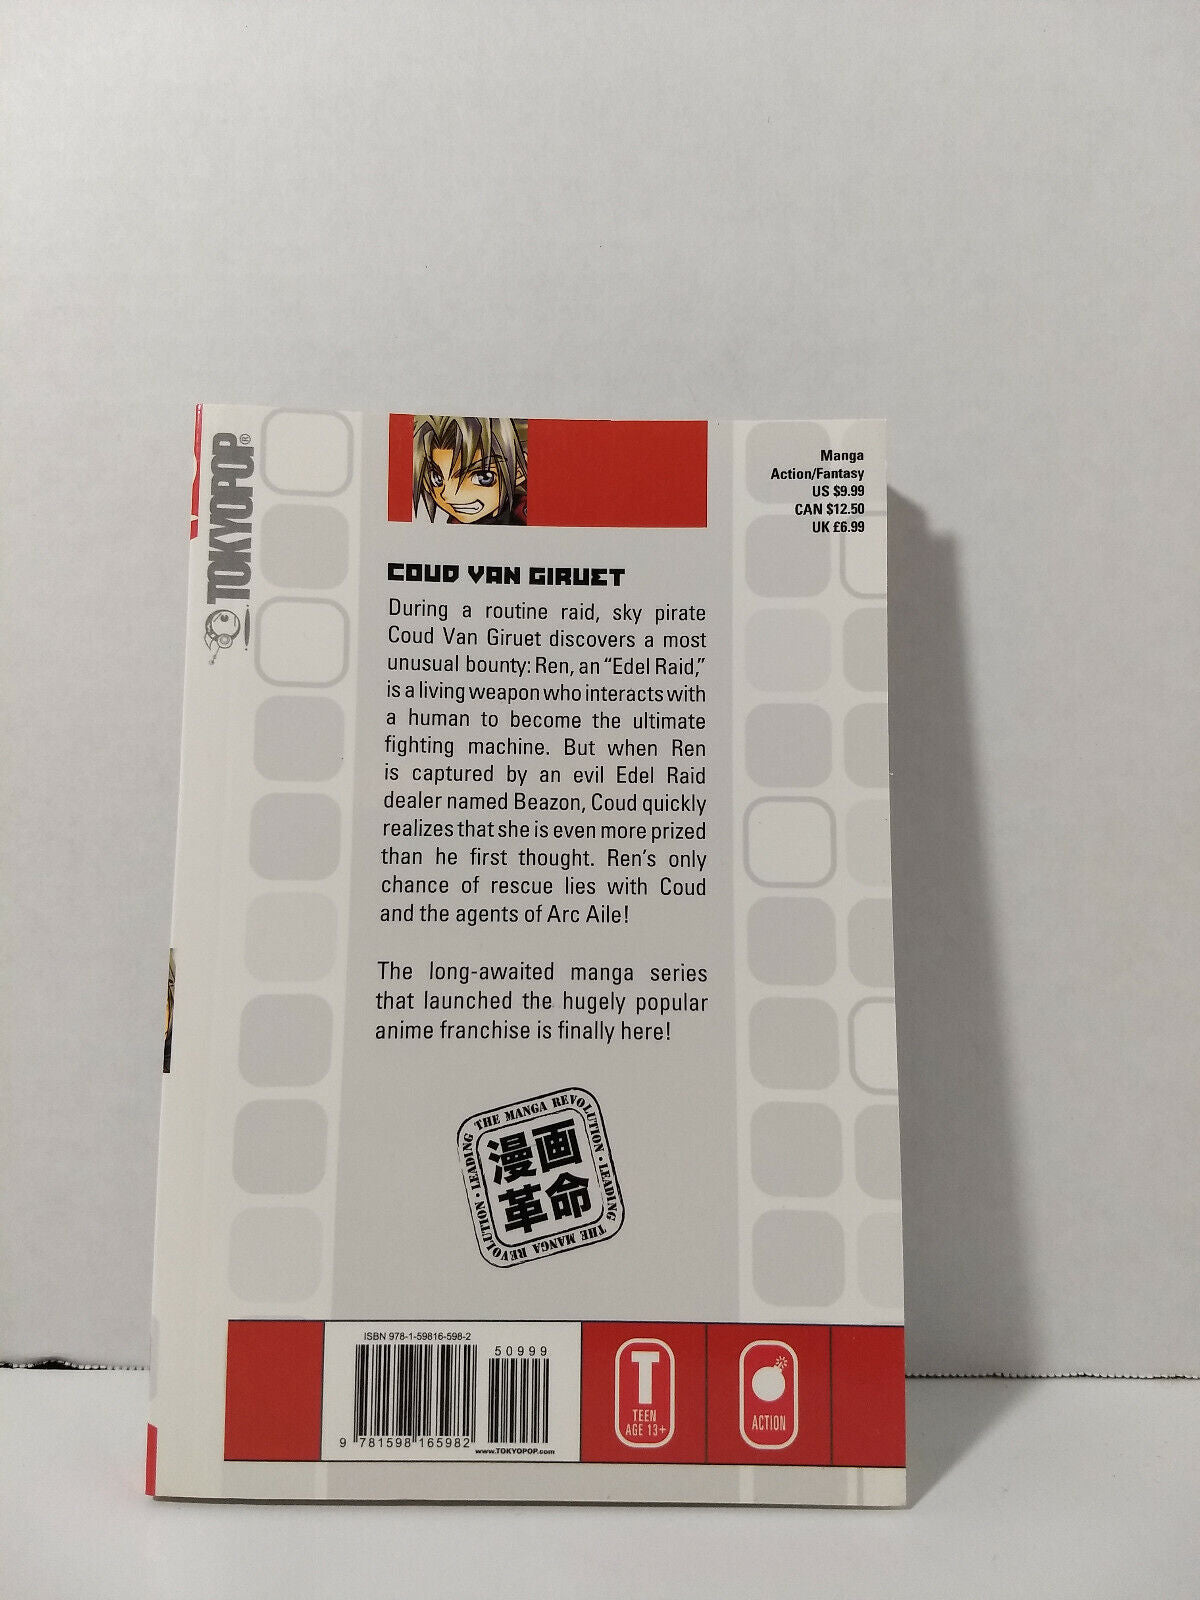 TOKYOPOP®
Manga
Action/Fantasy
US $9.99
CAN $12.50
UK £6.99
COUD VAN GIRUET
During a routine raid, sky pirate
Coud Van Giruet discovers a most
unusual bounty: Ren, an “Edel Raid,”
is a living weapon who interacts with
a human to become the ultimate
fighting machine. But when Ren
is captured by an evil Edel Raid
dealer named Beazon, Coud quickly
realizes that she is even more prized
than he first thought. Ren's only
chance of rescue lies with Coud
and the agents of Arc Aile!
The long-awaited manga series
that launched the hugely popular
anime franchise is finally here!
LEADING THE MANGA REVOLUTION • LEADING THE MANGA REVOLUTION •
漫画
革命
ISBN 978-1-59816-598-2
50999
9 781598 165982
www.TOKYOPOP.com
T
TEEN
AGE 13+
ACTION